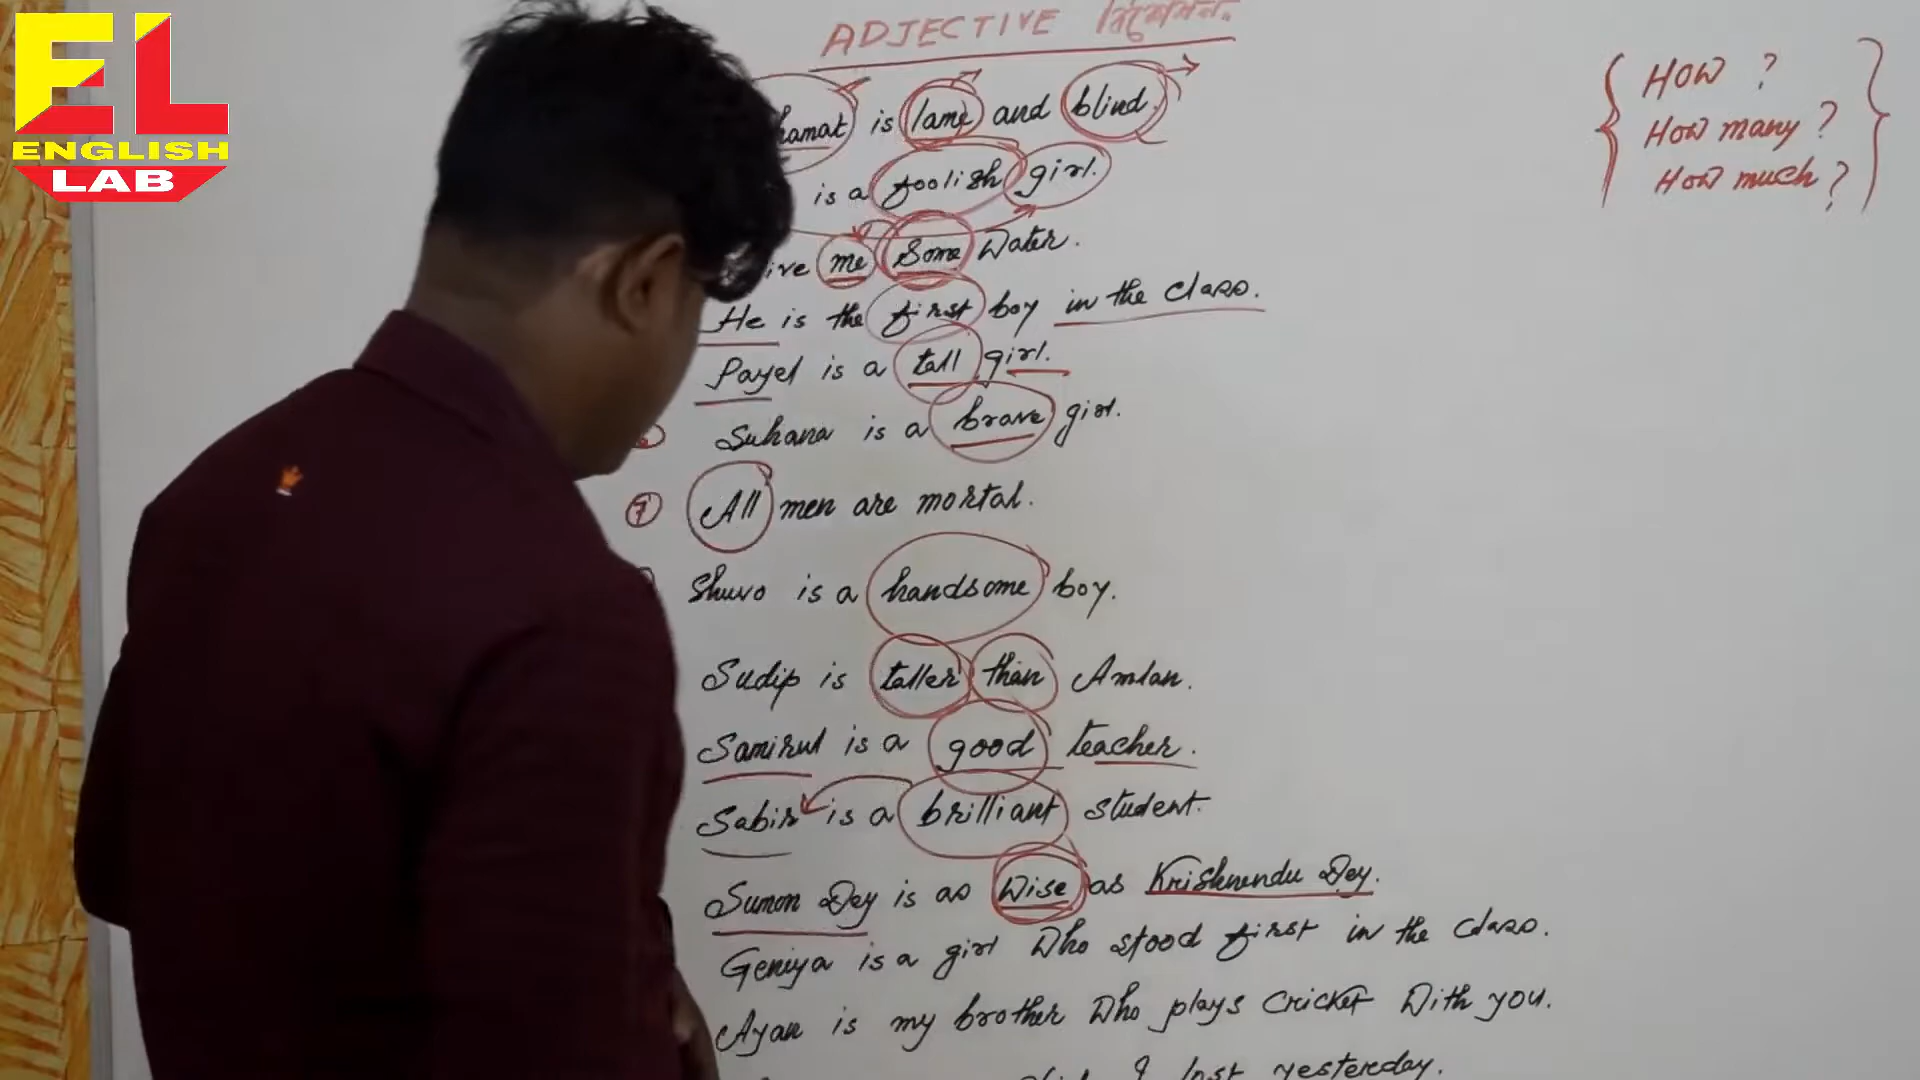 EL
ENGLISH
LAB
ADJECTIVE বিশেষণ.
is lame and blind.
is a foolish girl.
me Some Water.
He is the first boy in the class.
Payel is a tall girl.
Suhana is a brave girl.
7 All men are mortal.
Shuvo is a handsome boy.
Sudip is taller than Amlan.
Samirul is a good teacher.
Sabir is a brilliant student.
Sumon Dey is as Wise as Krishnendu Dey.
Geniya is a girl Who stood first in the class.
Ayan is my brother Who plays Cricket With you.
I lost yesterday.
HOW ?
HOW many ?
HOW much ?